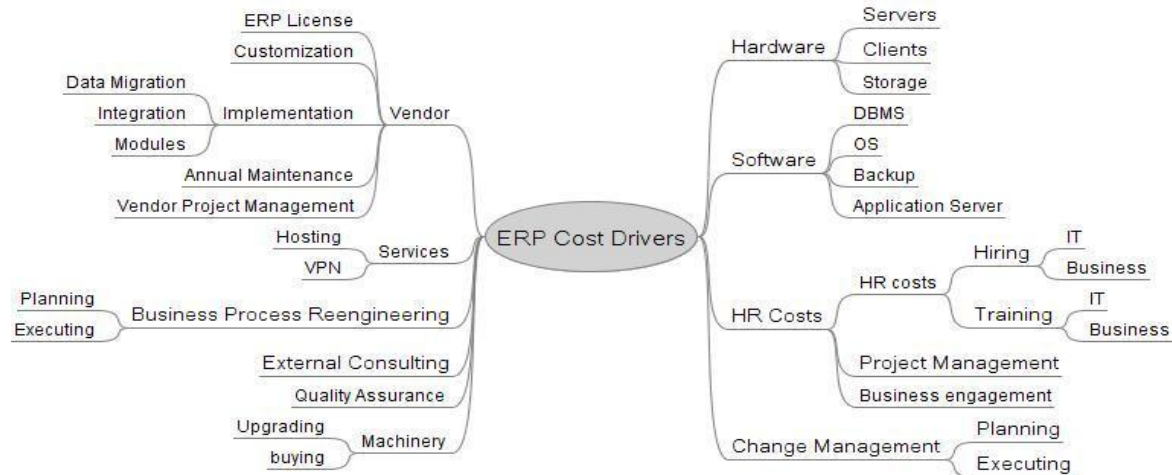 ERP Cost Drivers
Vendor
ERP License
Customization
Implementation
Data Migration
Integration
Modules
Annual Maintenance
Vendor Project Management
Services
Hosting
VPN
Business Process Reengineering
Planning
Executing
External Consulting
Quality Assurance
Machinery
Upgrading
buying
Hardware
Servers
Clients
Storage
Software
DBMS
OS
Backup
Application Server
HR Costs
HR costs
Hiring
IT
Business
Training
IT
Business
Project Management
Business engagement
Change Management
Planning
Executing